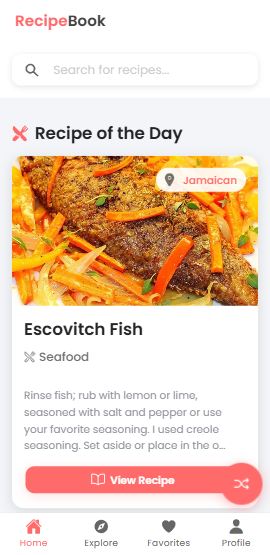 RecipeBook
Search for recipes...
Recipe of the Day
Jamaican
Escovitch Fish
Seafood
Rinse fish; rub with lemon or lime,
seasoned with salt and pepper or use
your favorite seasoning. I used creole
seasoning. Set aside or place in the o...
View Recipe
Home Explore Favorites Profile